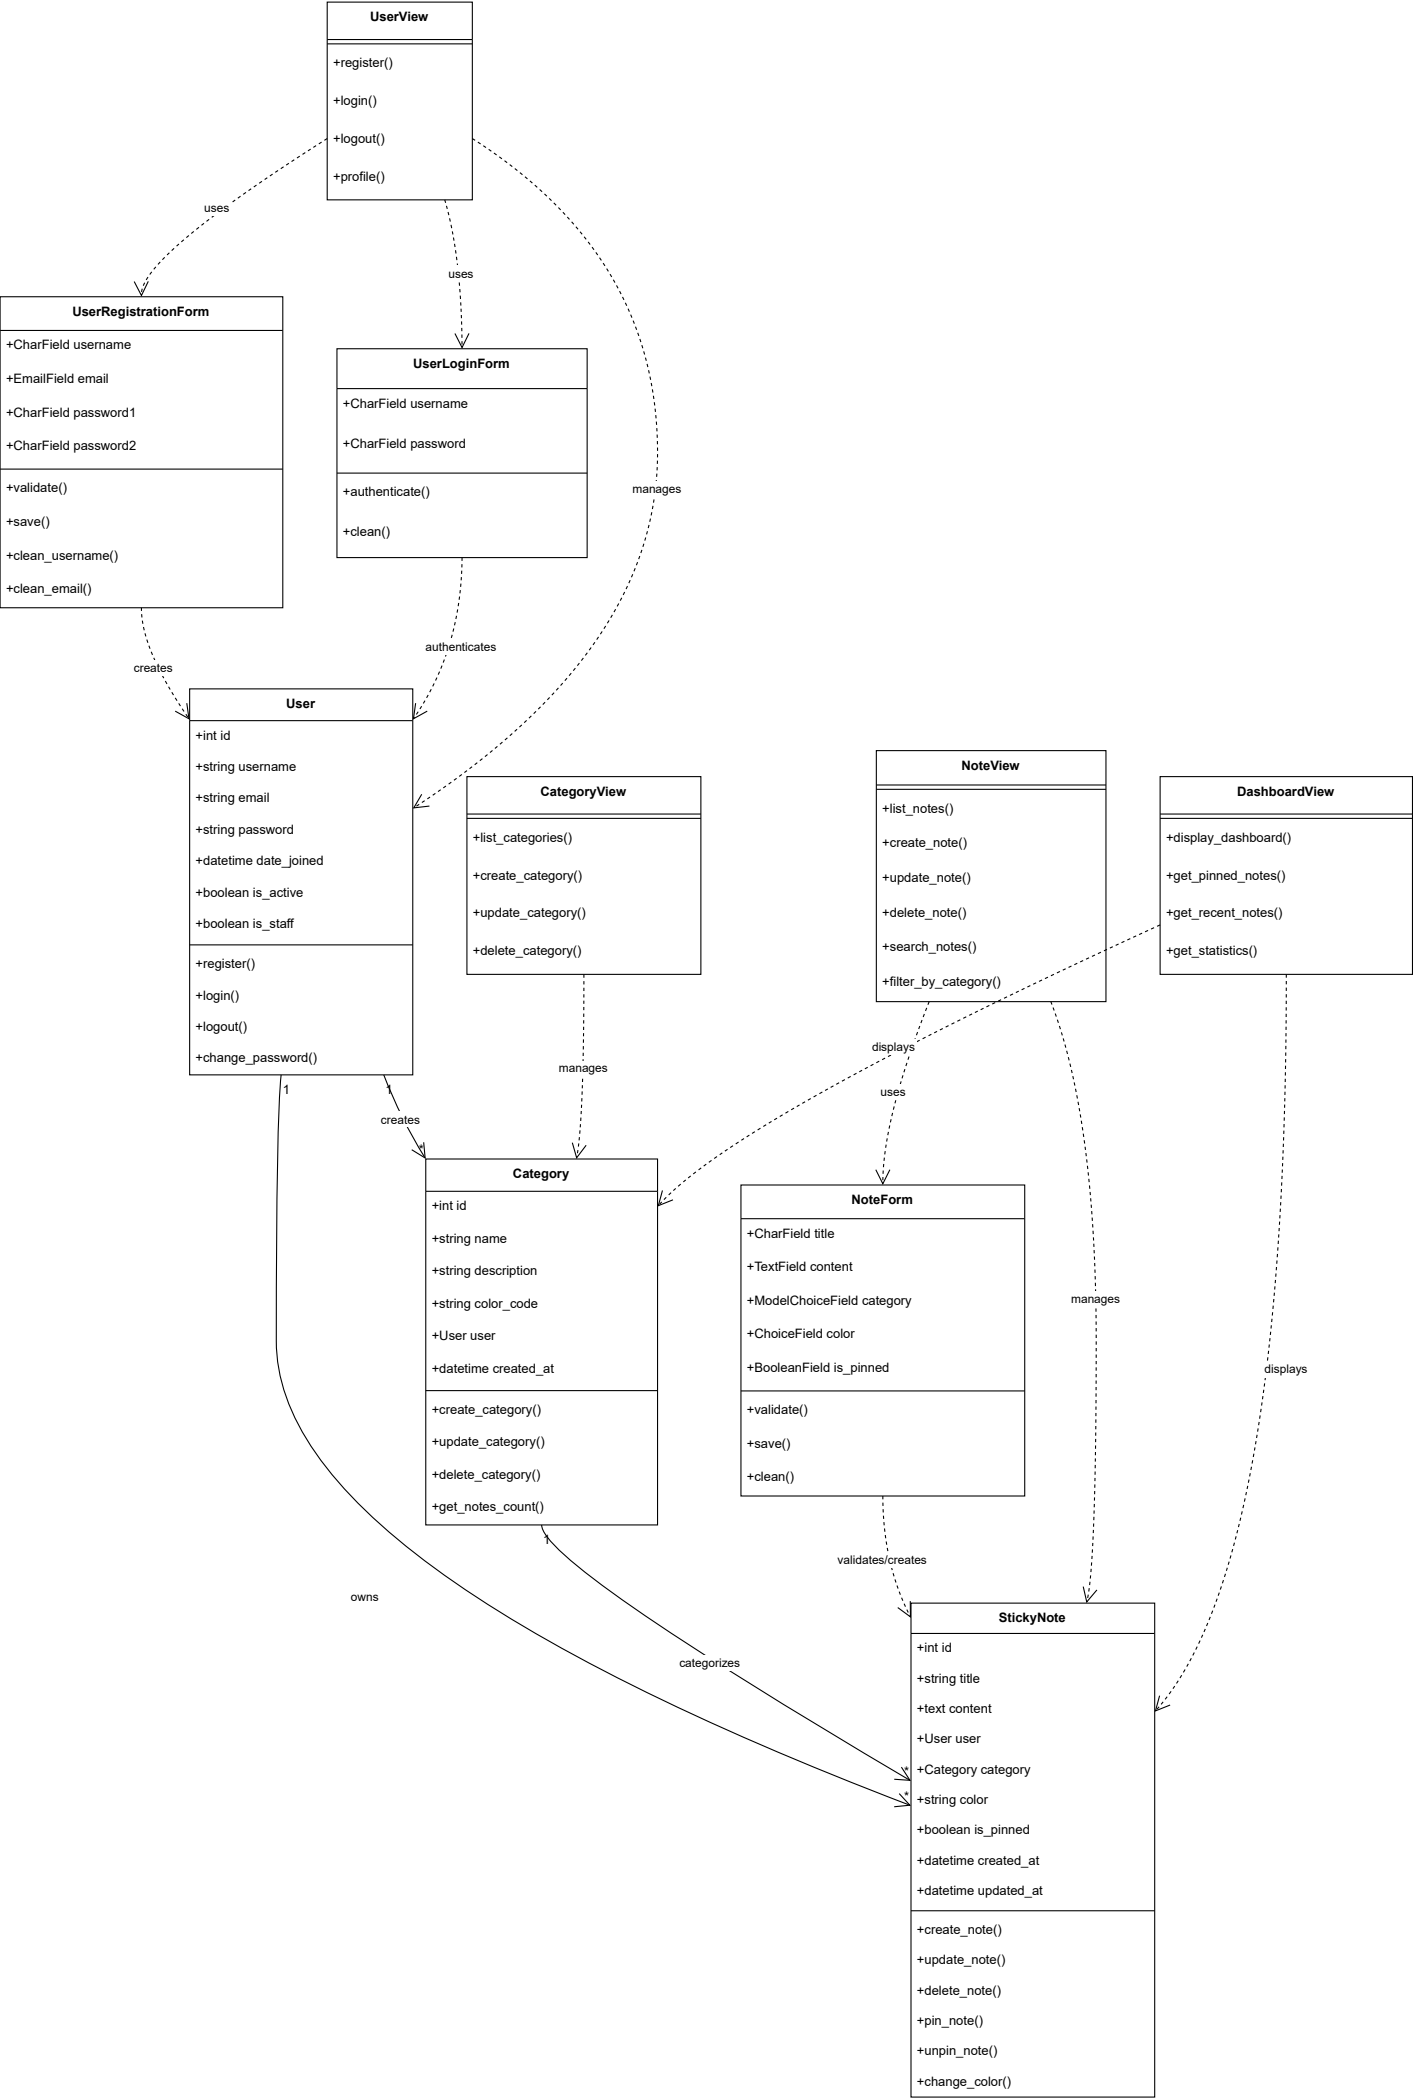 UserView
+register()
+login()
+logout()
+profile()
uses
uses
manages
UserRegistrationForm
+CharField username
+EmailField email
+CharField password1
+CharField password2
+validate()
+save()
+clean_username()
+clean_email()
UserLoginForm
+CharField username
+CharField password
+authenticate()
+clean()
creates
authenticates
User
+int id
+string username
+string email
+string password
+datetime date_joined
+boolean is_active
+boolean is_staff
+register()
+login()
+logout()
+change_password()
CategoryView
+list_categories()
+create_category()
+update_category()
+delete_category()
NoteView
+list_notes()
+create_note()
+update_note()
+delete_note()
+search_notes()
+filter_by_category()
DashboardView
+display_dashboard()
+get_pinned_notes()
+get_recent_notes()
+get_statistics()
1
1
creates
*
manages
displays
uses
manages
displays
Category
+int id
+string name
+string description
+string color_code
+User user
+datetime created_at
+create_category()
+update_category()
+delete_category()
+get_notes_count()
NoteForm
+CharField title
+TextField content
+ModelChoiceField category
+ChoiceField color
+BooleanField is_pinned
+validate()
+save()
+clean()
1
validates/creates
owns
categorizes
*
*
StickyNote
+int id
+string title
+text content
+User user
+Category category
+string color
+boolean is_pinned
+datetime created_at
+datetime updated_at
+create_note()
+update_note()
+delete_note()
+pin_note()
+unpin_note()
+change_color()